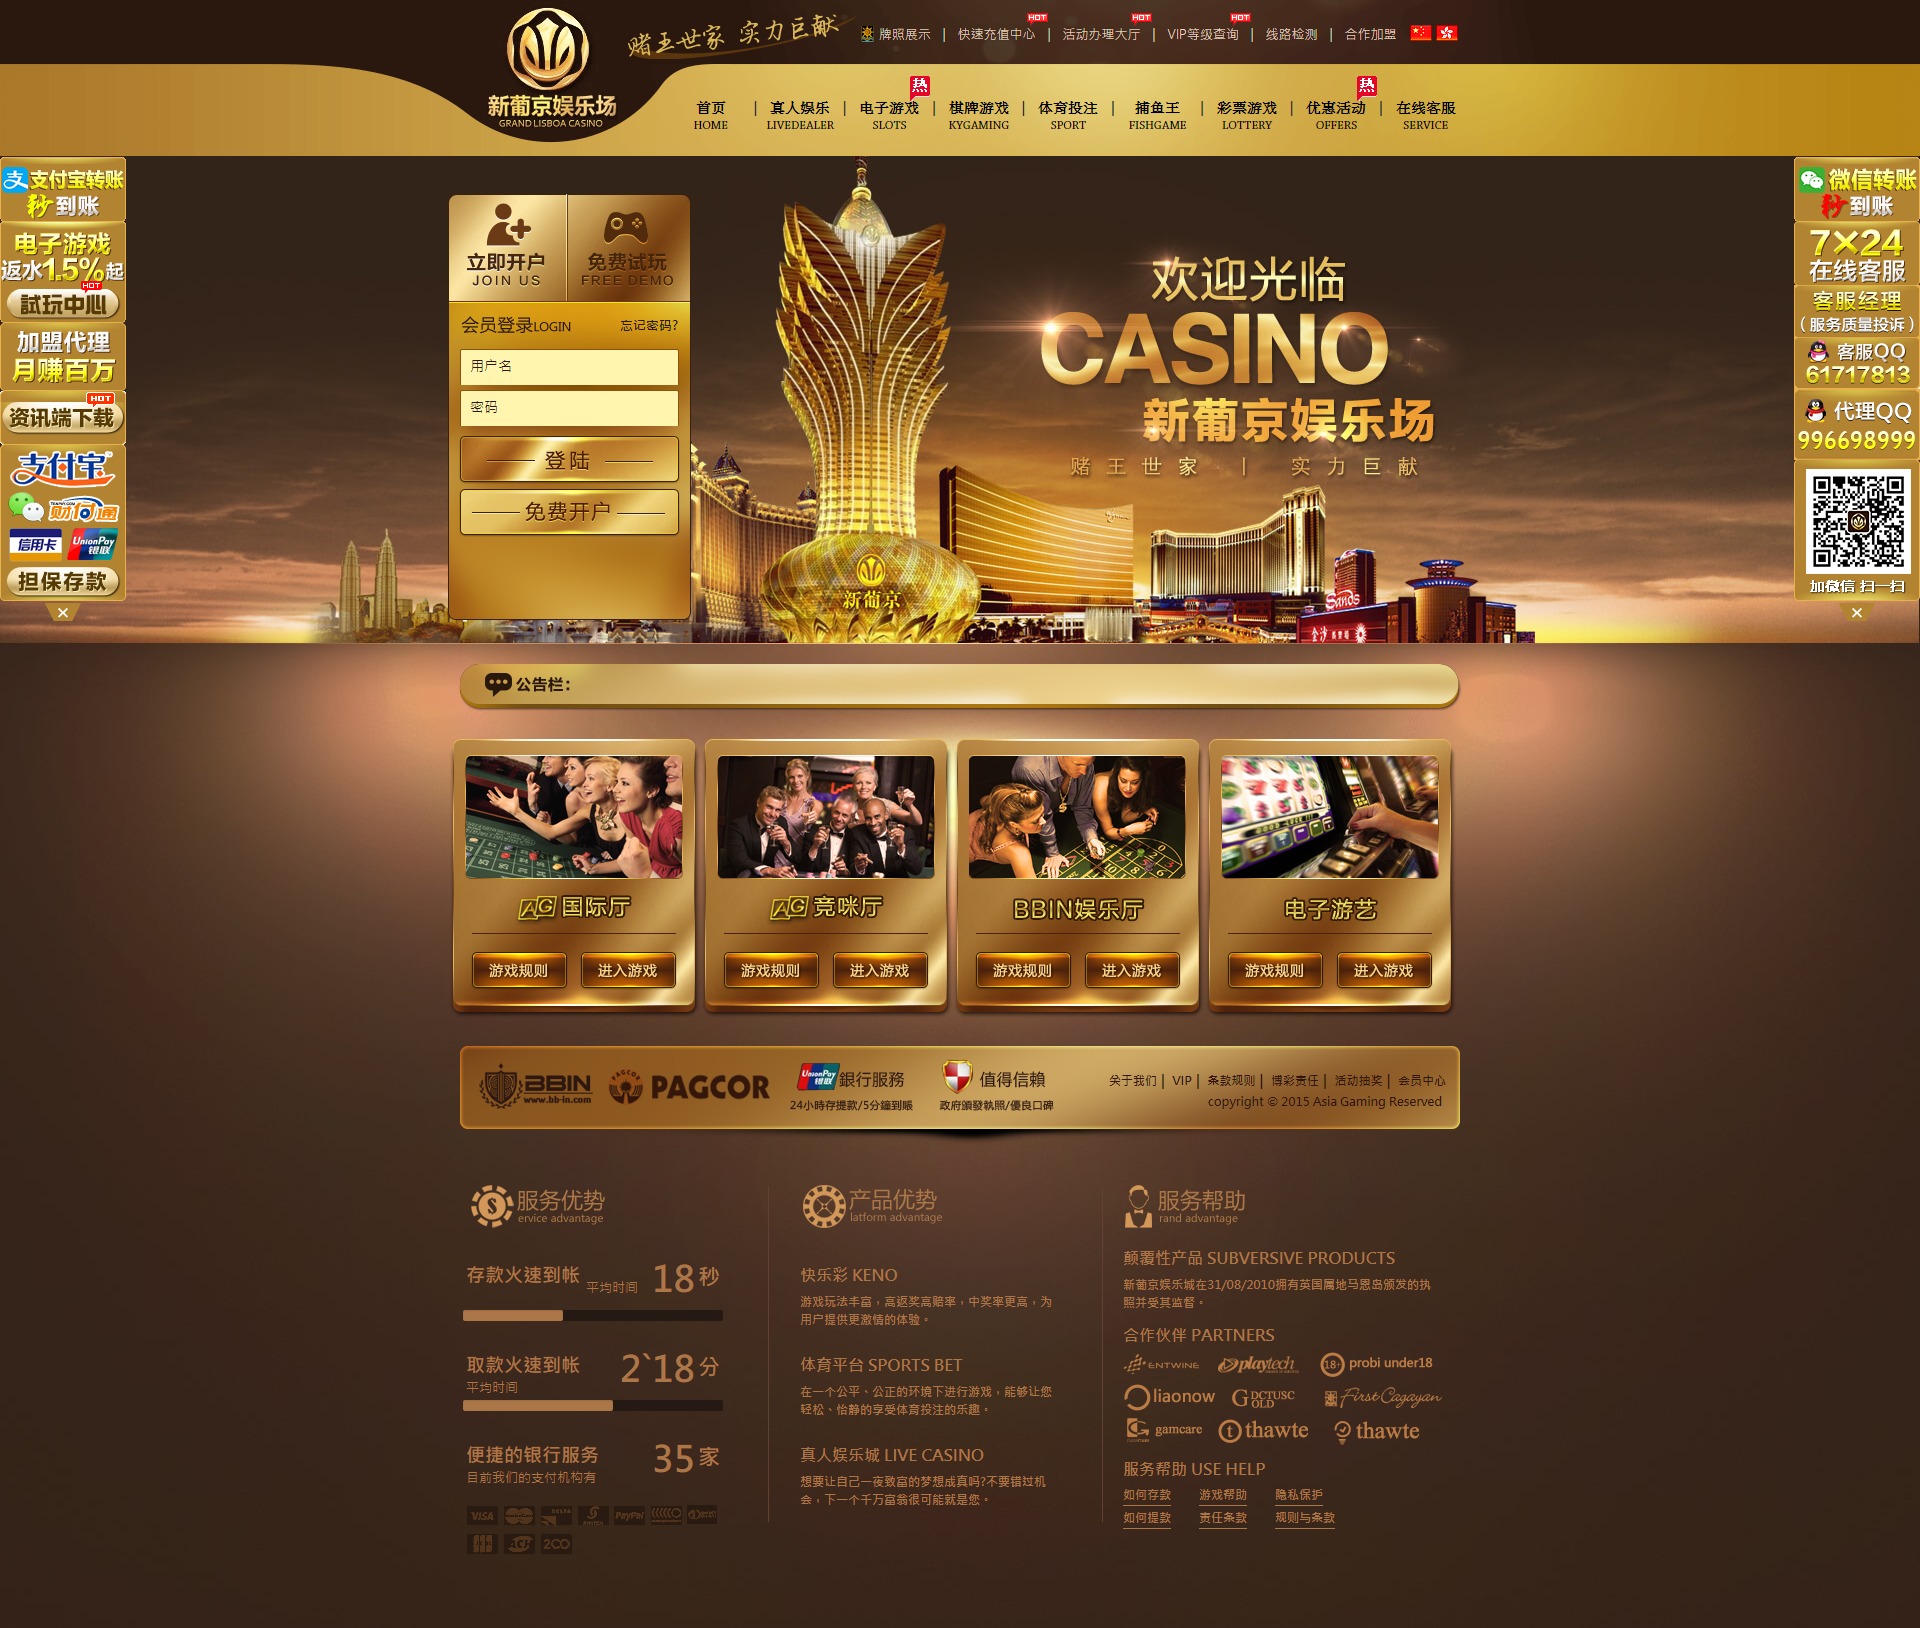 赌王世家 实力巨献
牌照展示 | 快速充值中心 | 活动办理大厅 | VIP等级查询 | 线路检测 | 合作加盟
HOT HOT HOT
新葡京娱乐场
GRAND LISBOA CASINO
热 热
首页 | 真人娱乐 | 电子游戏 | 棋牌游戏 | 体育投注 | 捕鱼王 | 彩票游戏 | 优惠活动 | 在线客服
HOME LIVEDEALER SLOTS KYGAMING SPORT FISHGAME LOTTERY OFFERS SERVICE
支 支付宝转账
秒到账
电子游戏
返水1.5%起
HOT
試玩中心
加盟代理
月赚百万
HOT
资讯端下载
支付宝
财付通
信用卡 UnionPay 银联
担保存款
×
立即开户
JOIN US
免费试玩
FREE DEMO
会员登录LOGIN 忘记密码?
用户名
密码
登陆
免费开户
欢迎光临
CASINO
新葡京娱乐场
赌王世家 | 实力巨献
新葡京
Sands
金沙
微信转账
秒到账
7×24
在线客服
客服经理
(服务质量投诉)
客服QQ
61717813
代理QQ
996698999
加微信 扫一扫
×
公告栏:
AG 国际厅
游戏规则 进入游戏
AG 竞咪厅
游戏规则 进入游戏
BBIN娱乐厅
游戏规则 进入游戏
电子游艺
游戏规则 进入游戏
BBIN
www.bb-in.com
PAGCOR
UnionPay 银联 銀行服務
24小時存提款/5分鐘到賬
值得信賴
政府頒發執照/優良口碑
关于我们 | VIP | 条款规则 | 博彩责任 | 活动抽奖 | 会员中心
copyright © 2015 Asia Gaming Reserved
服务优势
ervice advantage
存款火速到帐 平均时间 18秒
取款火速到帐 2`18分
平均时间
便捷的银行服务 35家
目前我们的支付机构有
VISA PayPal
200
产品优势
latform advantage
快乐彩 KENO
游戏玩法丰富，高返奖高赔率，中奖率更高，为
用户提供更激情的体验。
体育平台 SPORTS BET
在一个公平、公正的环境下进行游戏，能够让您
轻松、怡静的享受体育投注的乐趣。
真人娱乐城 LIVE CASINO
想要让自己一夜致富的梦想成真吗?不要错过机
会，下一个千万富翁很可能就是您。
服务帮助
rand advantage
颠覆性产品 SUBVERSIVE PRODUCTS
新葡京娱乐城在31/08/2010拥有英国属地马恩岛颁发的执
照并受其监督。
合作伙伴 PARTNERS
ENTWINE playtech 18+ probi under18
liaonow GDCTUSC OLD First Cagayan
gamcare thawte thawte
服务帮助 USE HELP
如何存款 游戏帮助 隐私保护
如何提款 责任条款 规则与条款